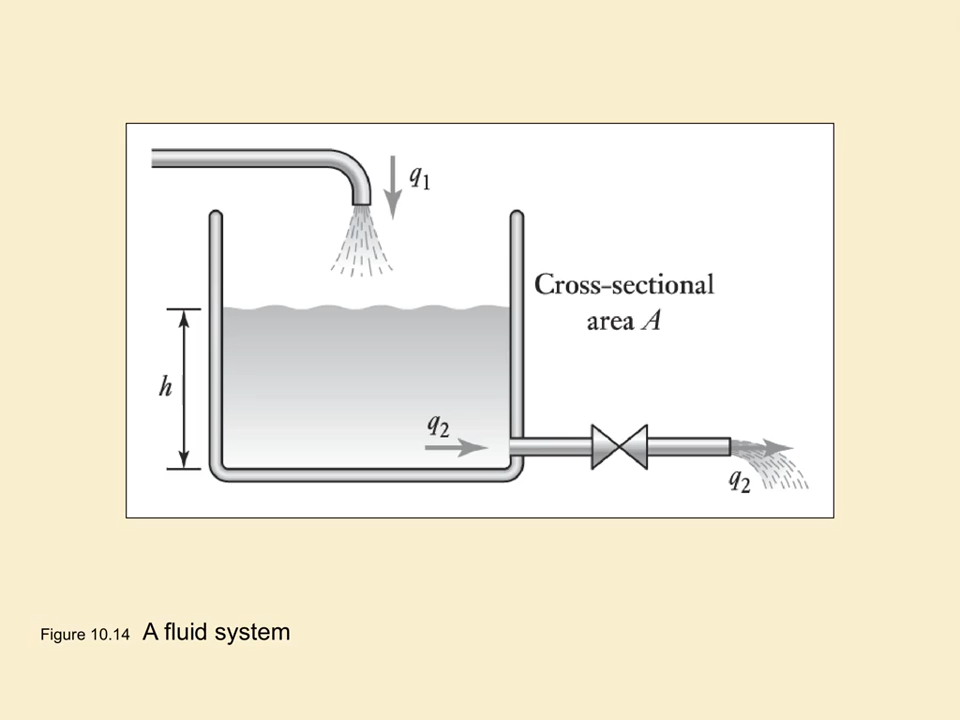 q1
Cross-sectional
area A
h
q2
q2
Figure 10.14 A fluid system